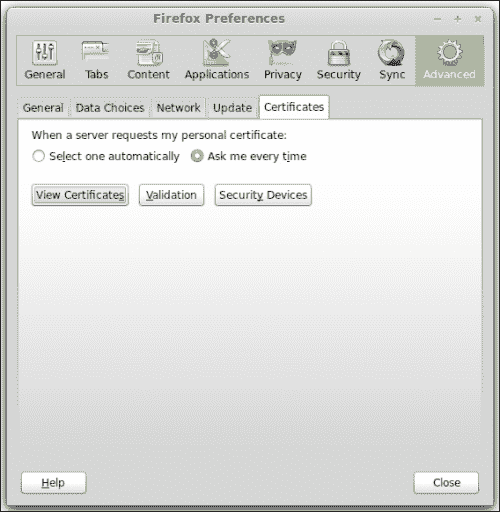 Firefox Preferences
General Tabs Content Applications Privacy Security Sync Advanced
General Data Choices Network Update Certificates
When a server requests my personal certificate:
Select one automatically Ask me every time
View Certificates Validation Security Devices
Help Close